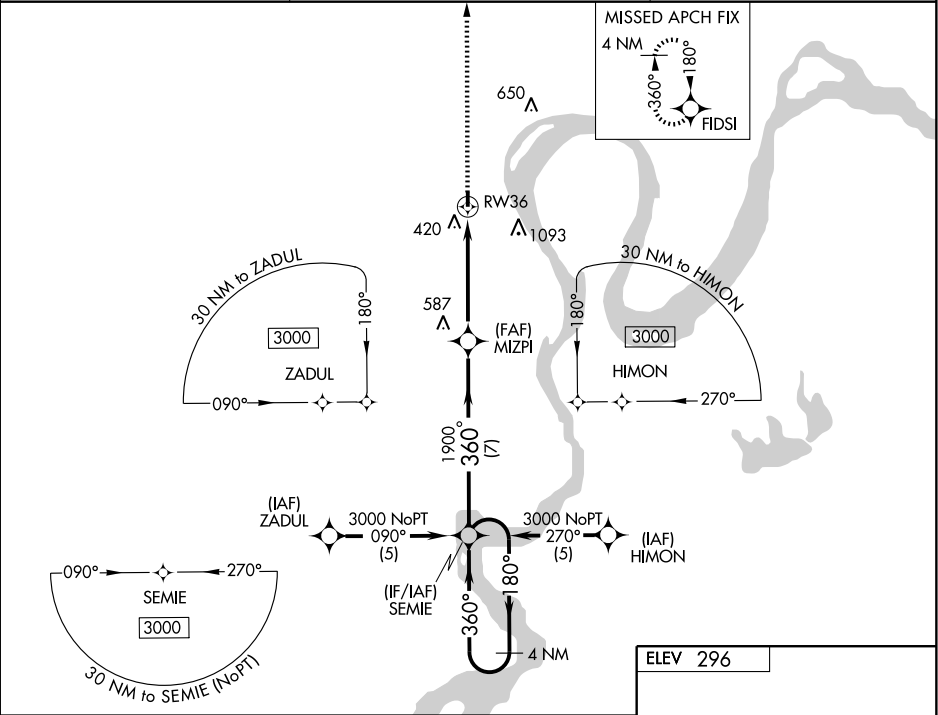 MISSED APCH FIX
4 NM
180°
360°
FIDSI
650
RW36
420
1093
30 NM to ZADUL
180°
3000
ZADUL
090°
587
(FAF)
MIZPI
30 NM to HIMON
180°
3000
HIMON
270°
1900
360°
(7)
(IAF)
ZADUL
3000 NoPT
090°
(5)
3000 NoPT
270°
(5)
(IAF)
HIMON
(IF/IAF)
SEMIE
360°
180°
4 NM
090°
270°
SEMIE
3000
30 NM to SEMIE (NoPT)
ELEV 296